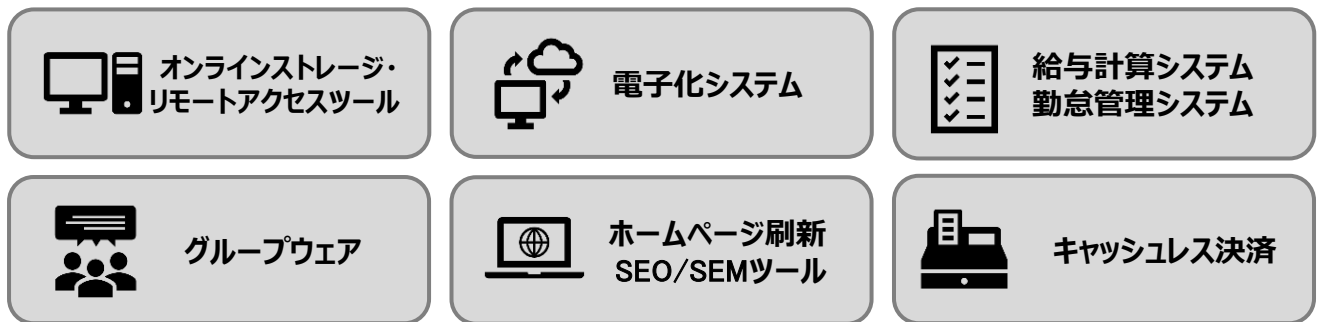 オンラインストレージ・
リモートアクセスツール
電子化システム
給与計算システム
勤怠管理システム
グループウェア
ホームページ刷新
SEO/SEMツール
キャッシュレス決済